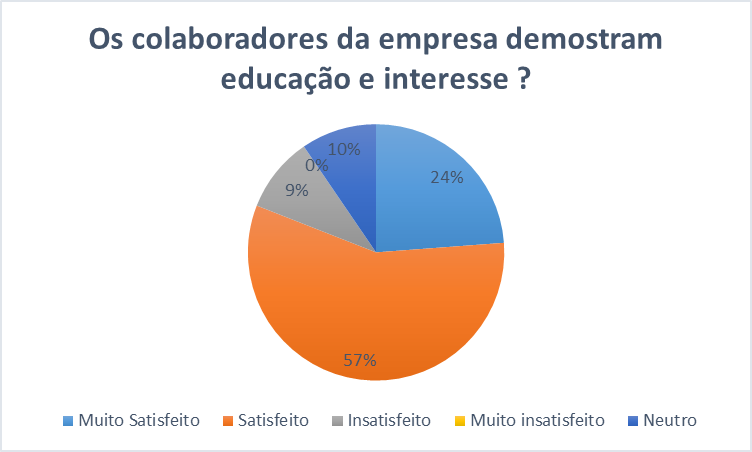 Os colaboradores da empresa demostram
educação e interesse ?
10%
0%
24%
9%
57%
Muito Satisfeito
Satisfeito
Insatisfeito
Muito insatisfeito
Neutro